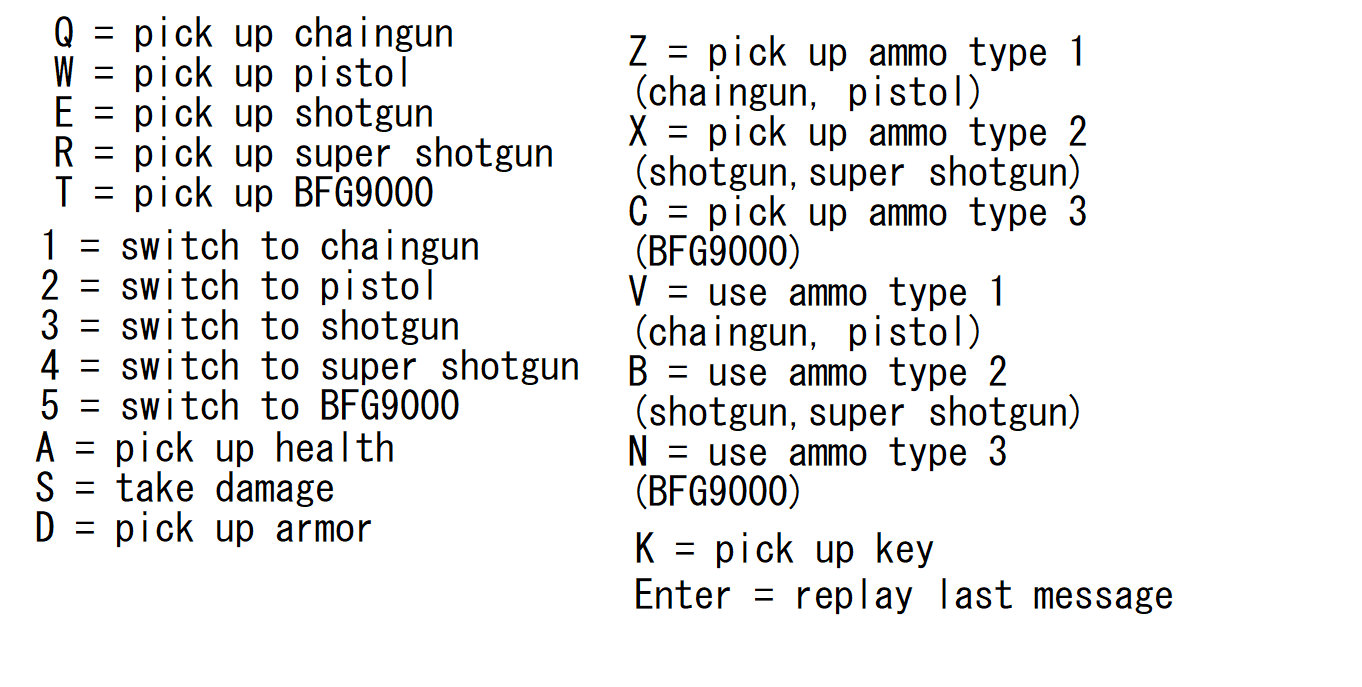 Q = pick up chaingun
W = pick up pistol
E = pick up shotgun
R = pick up super shotgun
T = pick up BFG9000
1 = switch to chaingun
2 = switch to pistol
3 = switch to shotgun
4 = switch to super shotgun
5 = switch to BFG9000
A = pick up health
S = take damage
D = pick up armor
Z = pick up ammo type 1
(chaingun, pistol)
X = pick up ammo type 2
(shotgun,super shotgun)
C = pick up ammo type 3
(BFG9000)
V = use ammo type 1
(chaingun, pistol)
B = use ammo type 2
(shotgun,super shotgun)
N = use ammo type 3
(BFG9000)
K = pick up key
Enter = replay last message